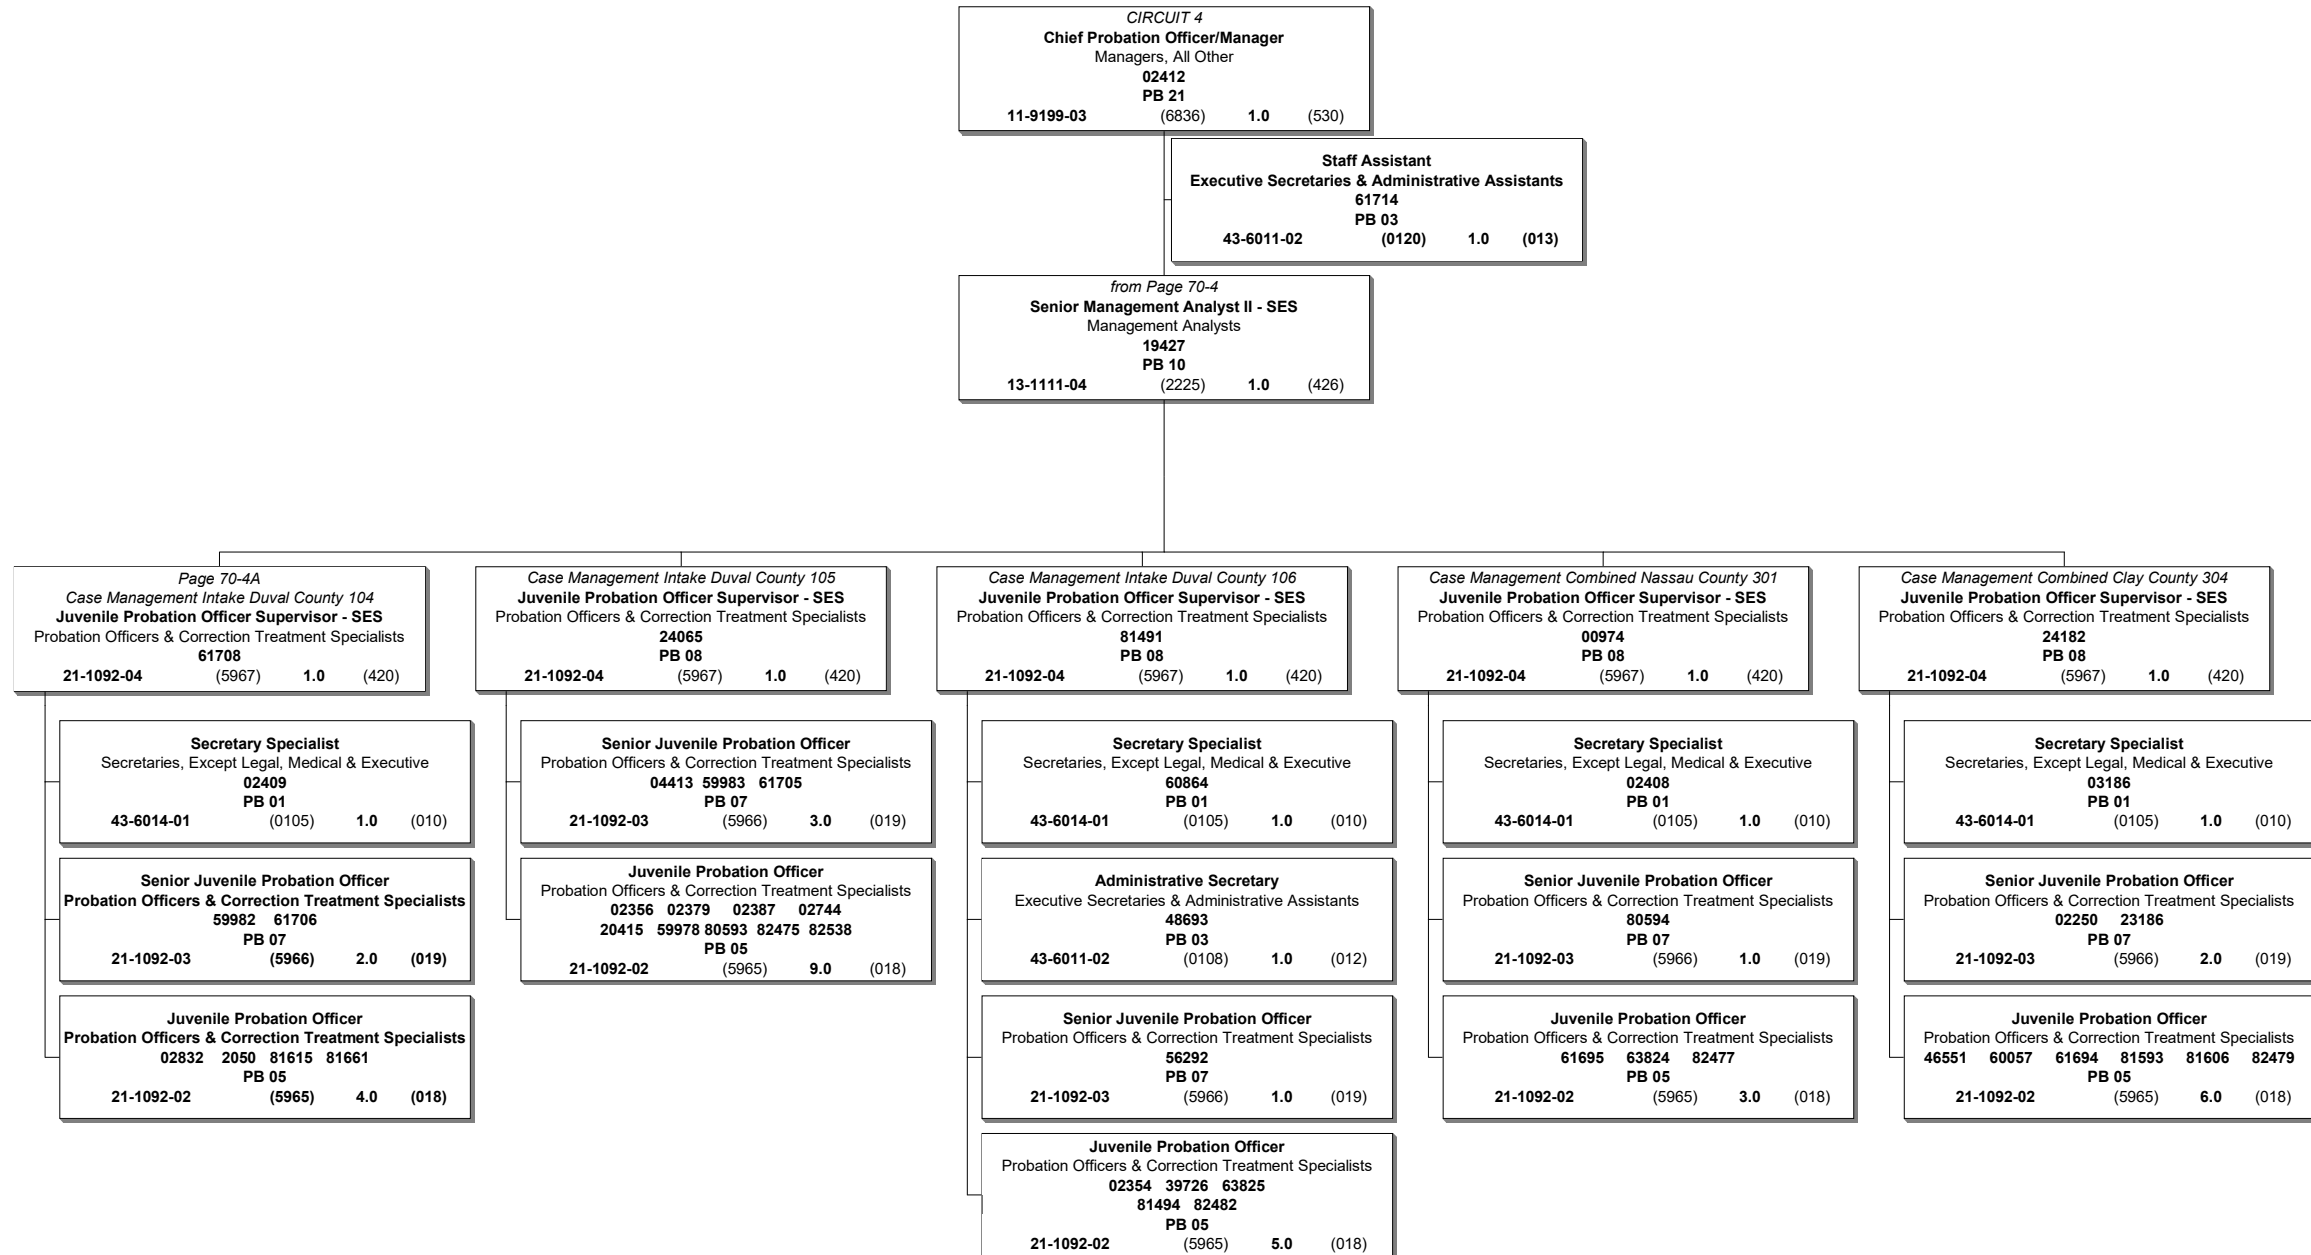 CIRCUIT 4
Chief Probation Officer/Manager
Managers, All Other
02412
PB 21
11-9199-03 (6836) 1.0 (530)
Staff Assistant
Executive Secretaries & Administrative Assistants
61714
PB 03
43-6011-02 (0120) 1.0 (013)
from Page 70-4
Senior Management Analyst II - SES
Management Analysts
19427
PB 10
13-1111-04 (2225) 1.0 (426)
Page 70-4A
Case Management Intake Duval County 104
Juvenile Probation Officer Supervisor - SES
Probation Officers & Correction Treatment Specialists
61708
21-1092-04 (5967) 1.0 (420)
Secretary Specialist
Secretaries, Except Legal, Medical & Executive
02409
PB 01
43-6014-01 (0105) 1.0 (010)
Senior Juvenile Probation Officer
Probation Officers & Correction Treatment Specialists
59982 61706
PB 07
21-1092-03 (5966) 2.0 (019)
Juvenile Probation Officer
Probation Officers & Correction Treatment Specialists
02832 2050 81615 81661
PB 05
21-1092-02 (5965) 4.0 (018)
Case Management Intake Duval County 105
Juvenile Probation Officer Supervisor - SES
Probation Officers & Correction Treatment Specialists
24065
PB 08
21-1092-04 (5967) 1.0 (420)
Senior Juvenile Probation Officer
Probation Officers & Correction Treatment Specialists
04413 59983 61705
PB 07
21-1092-03 (5966) 3.0 (019)
Juvenile Probation Officer
Probation Officers & Correction Treatment Specialists
02356 02379 02387 02744
20415 59978 80593 82475 82538
PB 05
21-1092-02 (5965) 9.0 (018)
Case Management Intake Duval County 106
Juvenile Probation Officer Supervisor - SES
Probation Officers & Correction Treatment Specialists
81491
PB 08
21-1092-04 (5967) 1.0 (420)
Secretary Specialist
Secretaries, Except Legal, Medical & Executive
60864
PB 01
43-6014-01 (0105) 1.0 (010)
Administrative Secretary
Executive Secretaries & Administrative Assistants
48693
PB 03
43-6011-02 (0108) 1.0 (012)
Senior Juvenile Probation Officer
Probation Officers & Correction Treatment Specialists
56292
PB 07
21-1092-03 (5966) 1.0 (019)
Juvenile Probation Officer
Probation Officers & Correction Treatment Specialists
02354 39726 63825
81494 82482
PB 05
21-1092-02 (5965) 5.0 (018)
Case Management Combined Nassau County 301
Juvenile Probation Officer Supervisor - SES
Probation Officers & Correction Treatment Specialists
00974
PB 08
21-1092-04 (5967) 1.0 (420)
Secretary Specialist
Secretaries, Except Legal, Medical & Executive
02408
PB 01
43-6014-01 (0105) 1.0 (010)
Senior Juvenile Probation Officer
Probation Officers & Correction Treatment Specialists
80594
PB 07
21-1092-03 (5966) 1.0 (019)
Juvenile Probation Officer
Probation Officers & Correction Treatment Specialists
61695 63824 82477
PB 05
21-1092-02 (5965) 3.0 (018)
Case Management Combined Clay County 304
Juvenile Probation Officer Supervisor - SES
Probation Officers & Correction Treatment Specialists
24182
PB 08
21-1092-04 (5967) 1.0 (420)
Secretary Specialist
Secretaries, Except Legal, Medical & Executive
03186
PB 01
43-6014-01 (0105) 1.0 (010)
Senior Juvenile Probation Officer
Probation Officers & Correction Treatment Specialists
02250 23186
PB 07
21-1092-03 (5966) 2.0 (019)
Juvenile Probation Officer
Probation Officers & Correction Treatment Specialists
46551 60057 61694 81593 81606 82479
PB 05
21-1092-02 (5965) 6.0 (018)